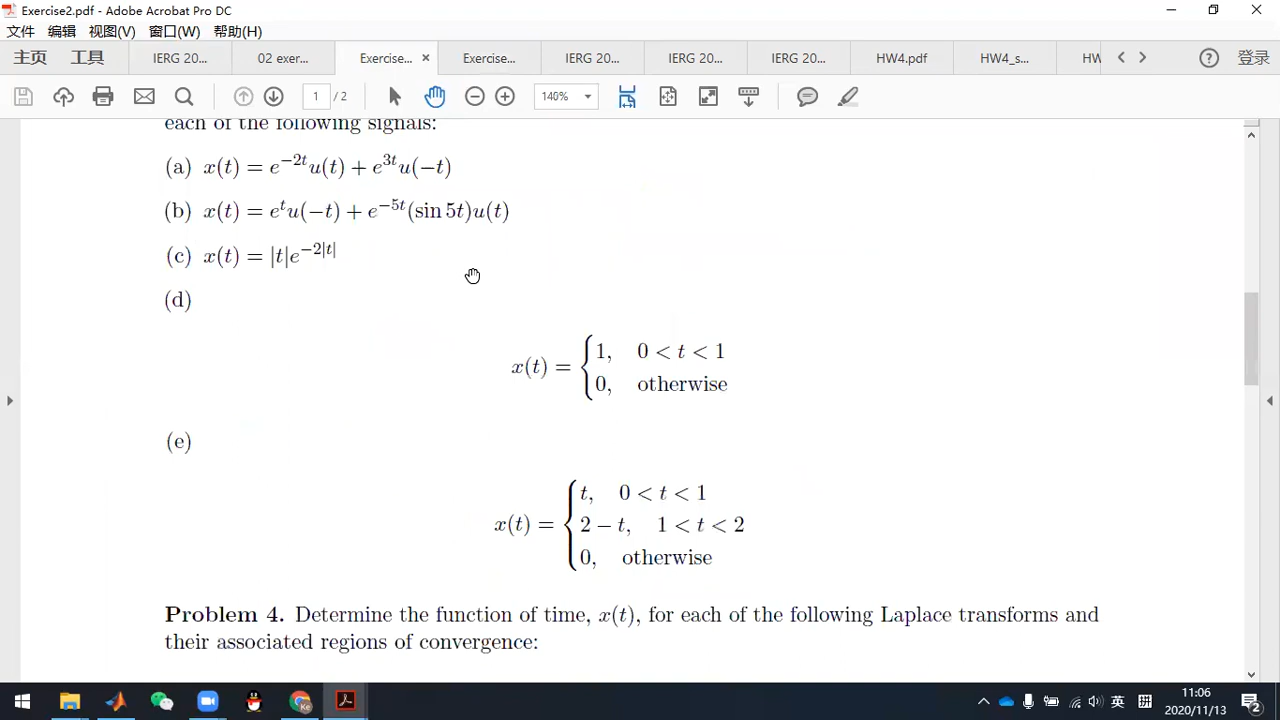 Exercise2.pdf - Adobe Acrobat Pro DC
文件 编辑 视图(V) 窗口(W) 帮助(H)
主页 工具 IERG 20... 02 exer... Exercise... × Exercise... IERG 20... IERG 20... IERG 20... HW4.pdf HW4_s... HW 登录
1 / 2 140%
each of the following signals:
(a) x(t) = e^{−2t}u(t) + e^{3t}u(−t)
(b) x(t) = e^{t}u(−t) + e^{−5t}(sin 5t)u(t)
(c) x(t) = |t|e^{−2|t|}
(d)
x(t) = { 1, 0 < t < 1
0, otherwise
(e)
x(t) = { t, 0 < t < 1
2 − t, 1 < t < 2
0, otherwise
Problem 4. Determine the function of time, x(t), for each of the following Laplace transforms and
their associated regions of convergence:
英 拼 11:06
2020/11/13 2